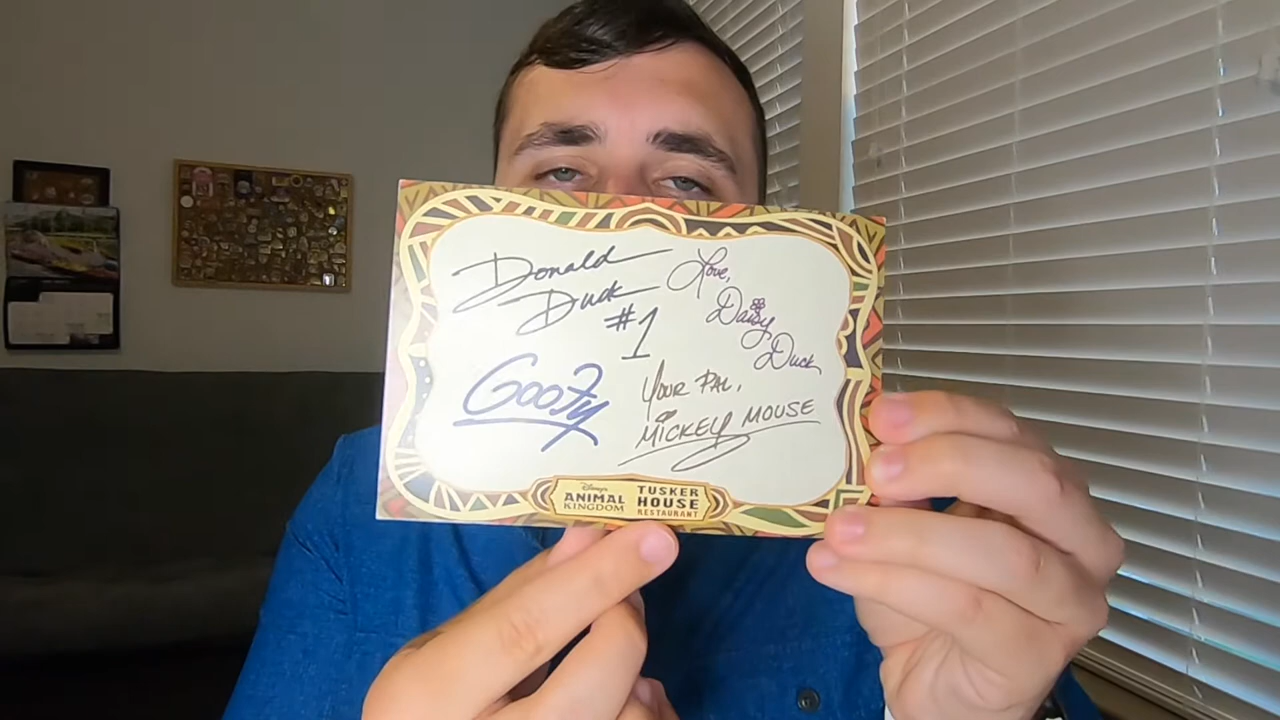 Donald
Duck
#1
Love,
Daisy
Duck
Goofy
YOUR PAL,
MICKEY MOUSE
Disney's
ANIMAL
KINGDOM
TUSKER
HOUSE
RESTAURANT